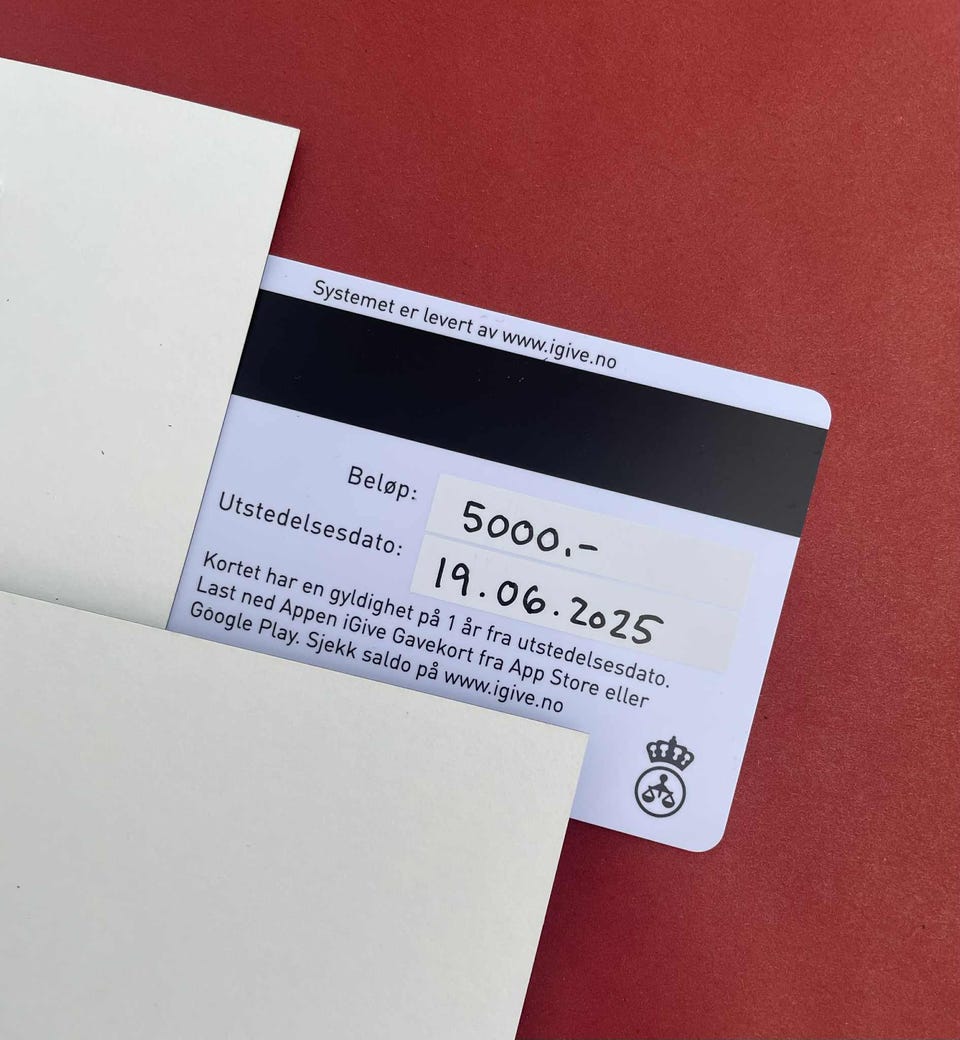 Systemet er levert av www.igive.no
Beløp: 5000.-
Utstedelsesdato: 19.06.2025
Kortet har en gyldighet på 1 år fra utstedelsesdato.
Last ned Appen iGive Gavekort fra App Store eller
Google Play. Sjekk saldo på www.igive.no